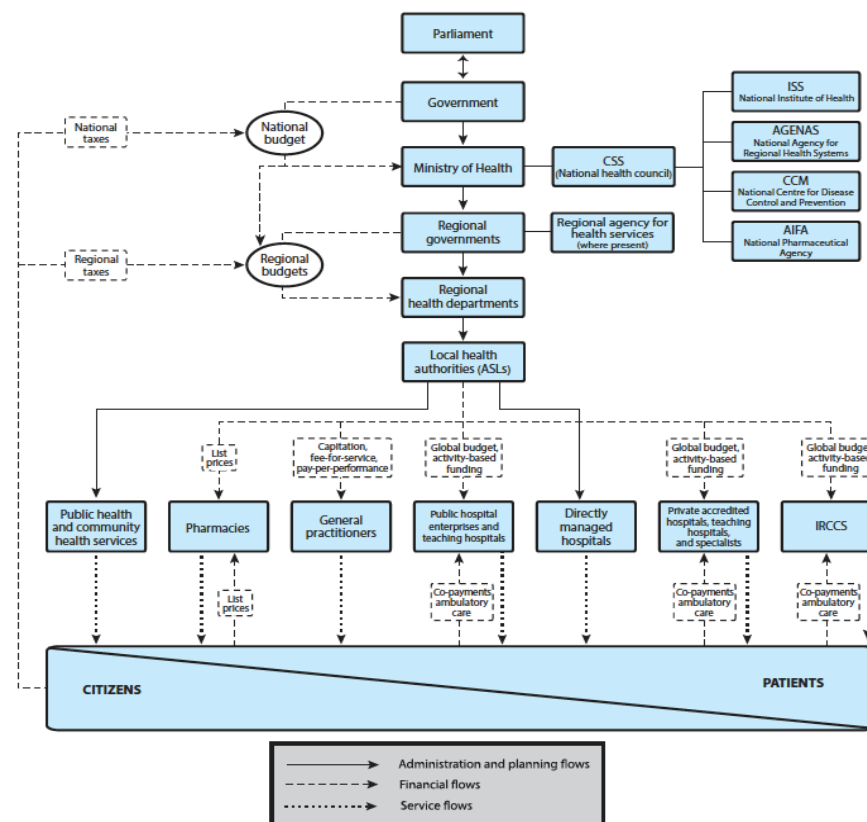 Parliament
Government
National
taxes
National
budget
Ministry of Health
CSS
(National health council)
ISS
National Institute of Health
AGENAS
National Agency for
Regional Health Systems
CCM
National Centre for Disease
Control and Prevention
AIFA
National Pharmaceutical
Agency
Regional
governments
Regional agency for
health services
(where present)
Regional
taxes
Regional
budgets
Regional
health departments
Local health
authorities (ASLs)
List
prices
Capitation,
fee-for-service,
pay-per-performance
Global budget,
activity-based
funding
Global budget,
activity-based
funding
Global budget,
activity-based
funding
Public health
and community
health services
Pharmacies
General
practitioners
Public hospital
enterprises and
teaching hospitals
Directly
managed
hospitals
Private accredited
hospitals, teaching
hospitals,
and specialists
IRCCS
List
prices
Co-payments
ambulatory
care
Co-payments
ambulatory
care
Co-payments
ambulatory
care
CITIZENS
PATIENTS
Administration and planning flows
Financial flows
Service flows